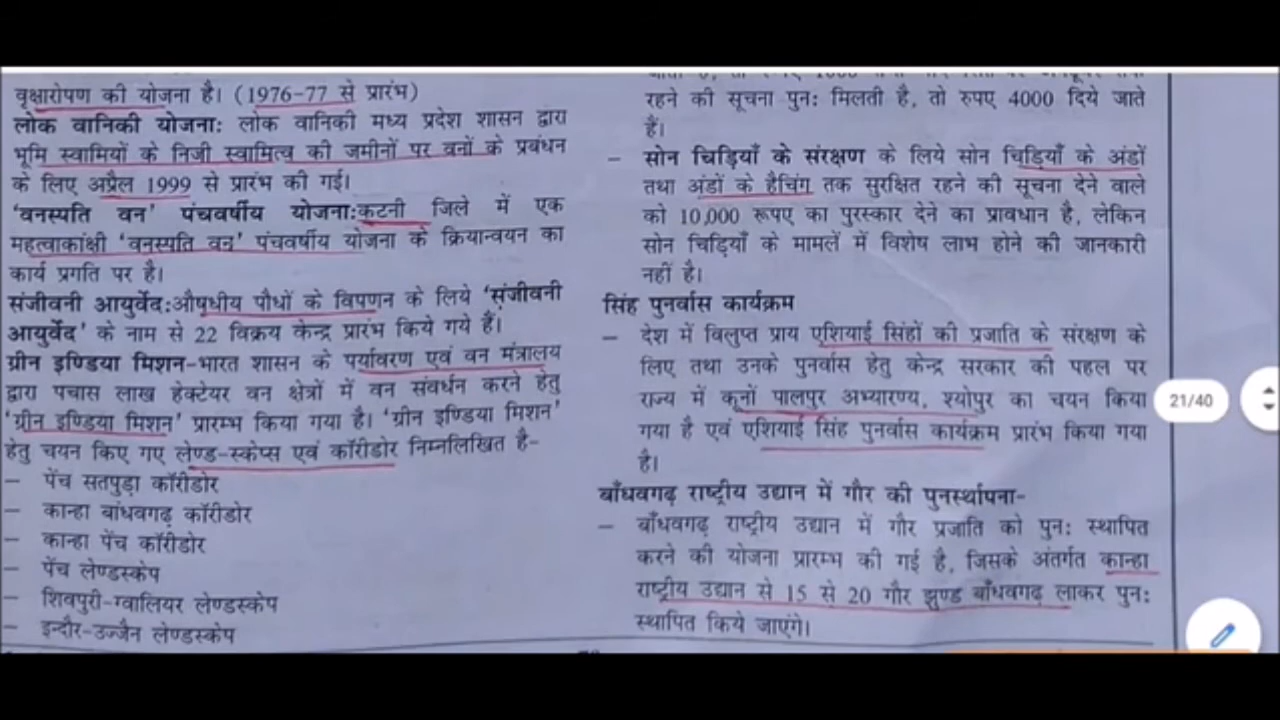 वृक्षारोपण की योजना है। (1976-77 से प्रारंभ)
लोक वानिकी योजना: लोक वानिकी मध्य प्रदेश शासन द्वारा
भूमि स्वामियों के निजी स्वामित्व की जमीनों पर वनों के प्रबंधन
के लिए अप्रैल 1999 से प्रारंभ की गई।
'वनस्पति वन' पंचवर्षीय योजना:कटनी जिले में एक
महत्वाकांक्षी 'वनस्पति वन' पंचवर्षीय योजना के क्रियान्वयन का
कार्य प्रगति पर है।
संजीवनी आयुर्वेद:औषधीय पौधों के विपणन के लिये 'संजीवनी
आयुर्वेद' के नाम से 22 विक्रय केन्द्र प्रारंभ किये गये हैं।
ग्रीन इण्डिया मिशन-भारत शासन के पर्यावरण एवं वन मंत्रालय
द्वारा पचास लाख हेक्टेयर वन क्षेत्रों में वन संवर्धन करने हेतु
'ग्रीन इण्डिया मिशन' प्रारम्भ किया गया है। 'ग्रीन इण्डिया मिशन'
हेतु चयन किए गए लेण्ड-स्केप्स एवं कॉरीडोर निम्नलिखित है-
– पेंच सतपुड़ा कॉरीडोर
– कान्हा बांधवगढ़ कॉरीडोर
– कान्हा पेंच कॉरीडोर
– पेंच लेण्डस्केप
– शिवपुरी-ग्वालियर लेण्डस्केप
– इन्दौर-उज्जैन लेण्डस्केप
रहने की सूचना पुन: मिलती है, तो रुपए 4000 दिये जाते
हैं।
– सोन चिड़ियाँ के संरक्षण के लिये सोन चिड़ियाँ के अंडों
तथा अंडों के हैचिंग तक सुरक्षित रहने की सूचना देने वाले
को 10,000 रूपए का पुरस्कार देने का प्रावधान है, लेकिन
सोन चिड़ियाँ के मामलें में विशेष लाभ होने की जानकारी
नहीं है।
सिंह पुनर्वास कार्यक्रम
– देश में विलुप्त प्राय एशियाई सिंहों की प्रजाति के संरक्षण के
लिए तथा उनके पुनर्वास हेतु केन्द्र सरकार की पहल पर
राज्य में कूनों पालपुर अभ्यारण्य, श्योपुर का चयन किया
गया है एवं एशियाई सिंह पुनर्वास कार्यक्रम प्रारंभ किया गया
है।
बाँधवगढ़ राष्ट्रीय उद्यान में गौर की पुनर्स्थापना-
– बाँधवगढ़ राष्ट्रीय उद्यान में गौर प्रजाति को पुन: स्थापित
करने की योजना प्रारम्भ की गई है, जिसके अंतर्गत कान्हा
राष्ट्रीय उद्यान से 15 से 20 गौर झुण्ड बाँधवगढ़ लाकर पुन:
स्थापित किये जाएंगे।
21/40